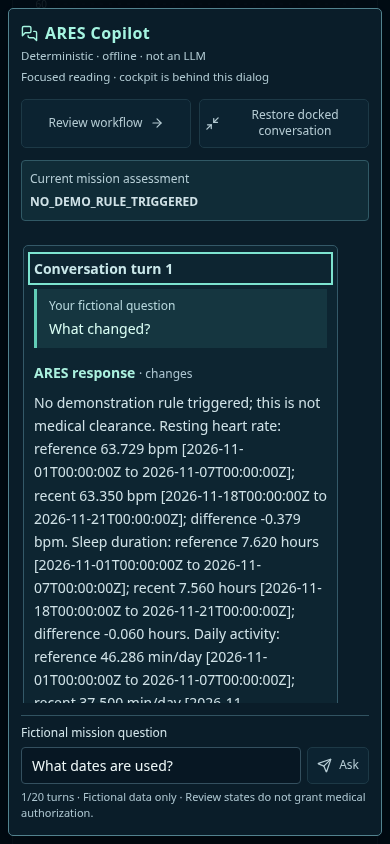 ARES Copilot
Deterministic · offline · not an LLM
Focused reading · cockpit is behind this dialog
Review workflow →
Restore docked
conversation
Current mission assessment
NO_DEMO_RULE_TRIGGERED
Conversation turn 1
Your fictional question
What changed?
ARES response · changes
No demonstration rule triggered; this is not
medical clearance. Resting heart rate:
reference 63.729 bpm [2026-11-
01T00:00:00Z to 2026-11-07T00:00:00Z];
recent 63.350 bpm [2026-11-18T00:00:00Z to
2026-11-21T00:00:00Z]; difference -0.379
bpm. Sleep duration: reference 7.620 hours
[2026-11-01T00:00:00Z to 2026-11-
07T00:00:00Z]; recent 7.560 hours [2026-11-
18T00:00:00Z to 2026-11-21T00:00:00Z];
difference -0.060 hours. Daily activity:
reference 46.286 min/day [2026-11-
01T00:00:00Z to 2026-11-07T00:00:00Z];
recent 37.500 min/day [2026-11-
Fictional mission question
What dates are used?
Ask
1/20 turns · Fictional data only · Review states do not grant medical
authorization.